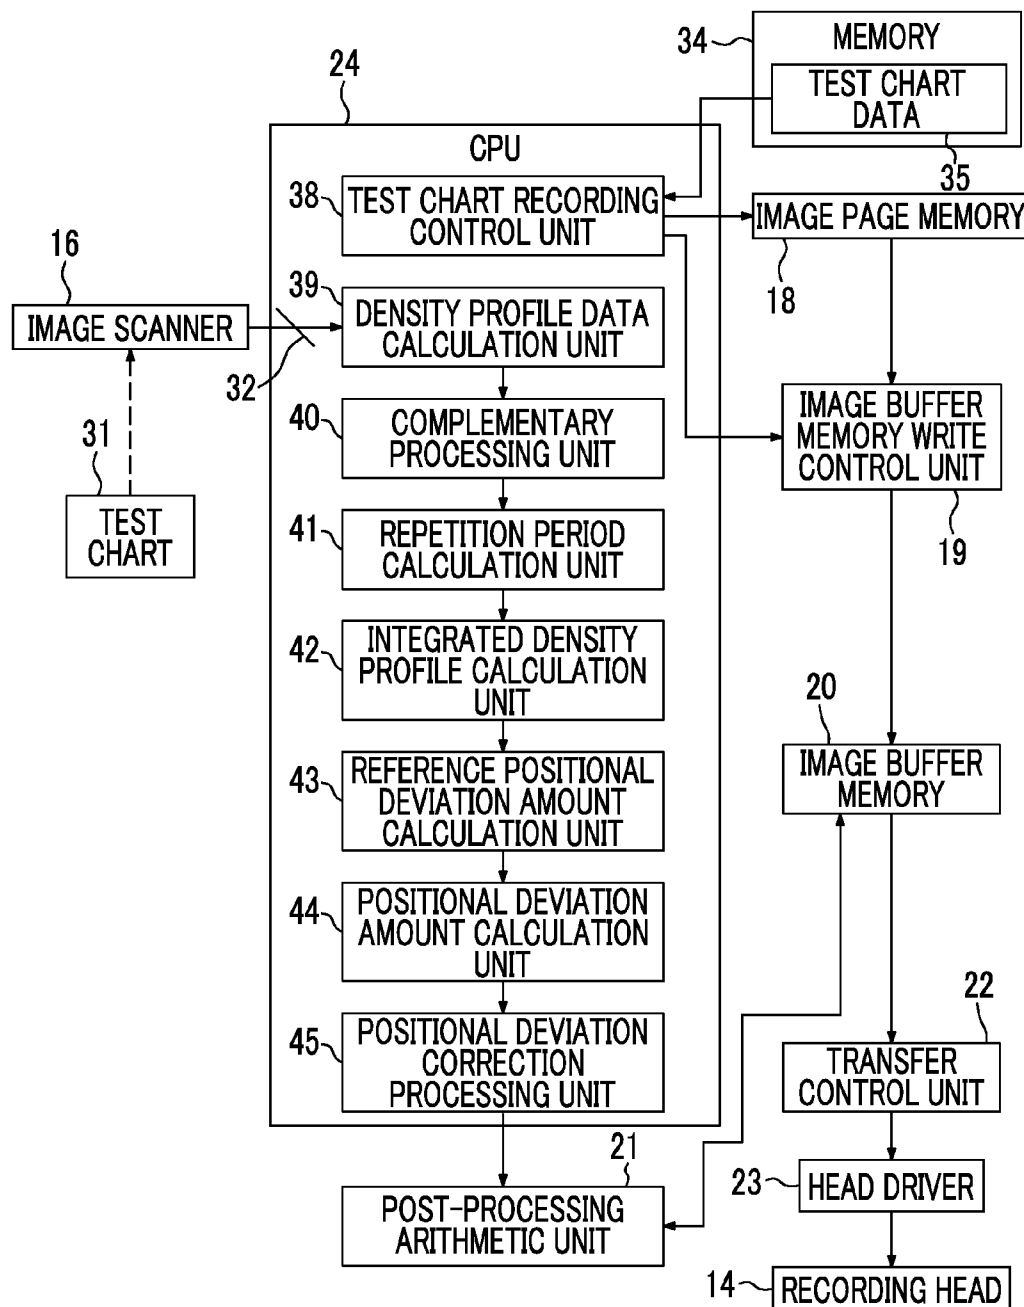 14
34
MEMORY
TEST CHART
DATA
35
24
CPU
38
TEST CHART RECORDING
CONTROL UNIT
IMAGE PAGE MEMORY
18
16
IMAGE SCANNER
32
39
DENSITY PROFILE DATA
CALCULATION UNIT
40
COMPLEMENTARY
PROCESSING UNIT
IMAGE BUFFER
MEMORY WRITE
CONTROL UNIT
19
31
TEST
CHART
41
REPETITION PERIOD
CALCULATION UNIT
42
INTEGRATED DENSITY
PROFILE CALCULATION
UNIT
20
IMAGE BUFFER
MEMORY
43
REFERENCE POSITIONAL
DEVIATION AMOUNT
CALCULATION UNIT
44
POSITIONAL DEVIATION
AMOUNT CALCULATION
UNIT
22
TRANSFER
CONTROL UNIT
45
POSITIONAL DEVIATION
CORRECTION
PROCESSING UNIT
21
POST-PROCESSING
ARITHMETIC UNIT
23
HEAD DRIVER
14
RECORDING HEAD